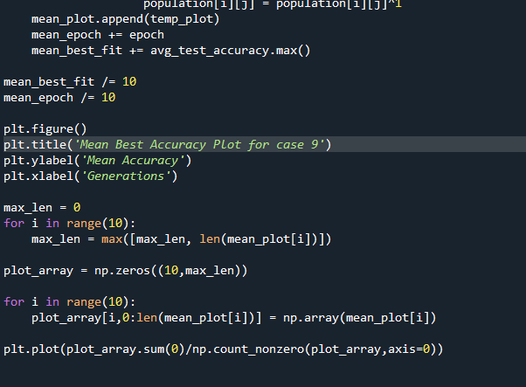 population[i][j] = population[i][j]^1
mean_plot.append(temp_plot)
mean_epoch += epoch
mean_best_fit += avg_test_accuracy.max()
mean_best_fit /= 10
mean_epoch /= 10
plt.figure()
plt.title('Mean Best Accuracy Plot for case 9')
plt.ylabel('Mean Accuracy')
plt.xlabel('Generations')
max_len = 0
for i in range(10):
max_len = max([max_len, len(mean_plot[i])])
plot_array = np.zeros((10,max_len))
for i in range(10):
plot_array[i,0:len(mean_plot[i])] = np.array(mean_plot[i])
plt.plot(plot_array.sum(0)/np.count_nonzero(plot_array,axis=0))